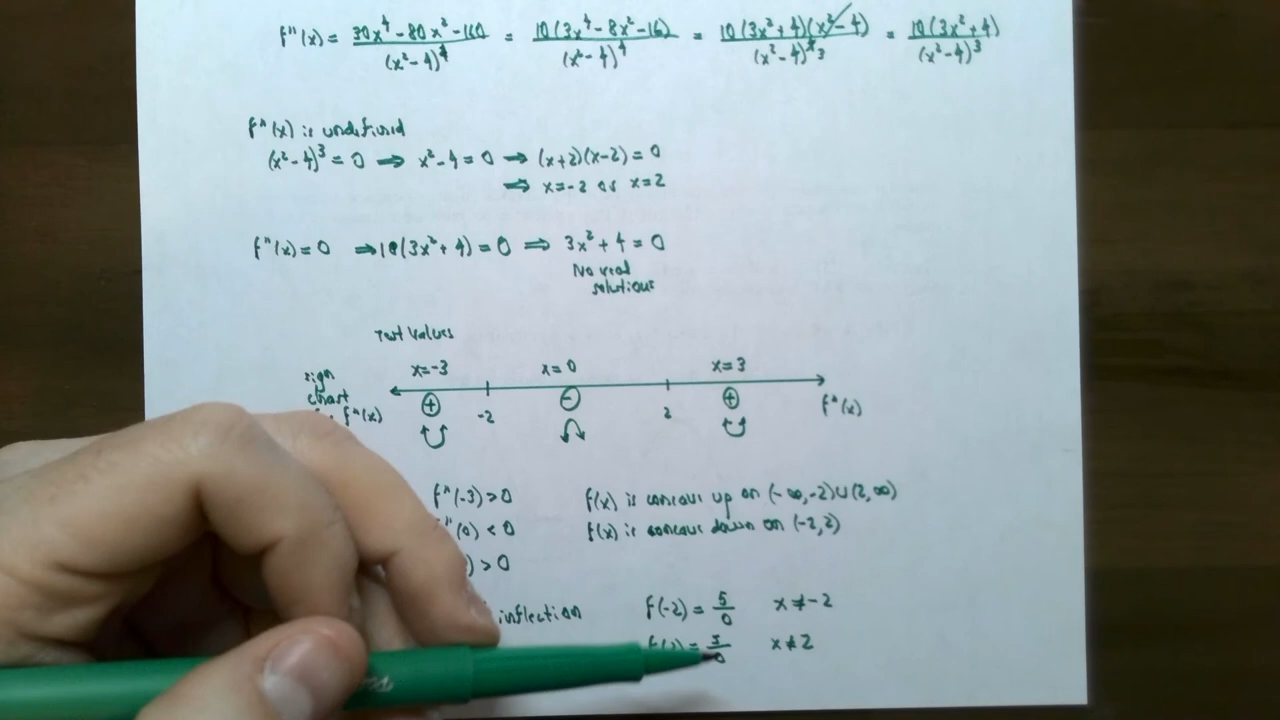 f"(x) = 30x⁴-80x²-160 / (x²-4)⁴ = 10(3x⁴-8x²-16) / (x²-4)⁴ = 10(3x²+4)(x²-4) / (x²-4)⁴ ³ = 10(3x²+4) / (x²-4)³
f"(x) is undefined
(x²-4)³ = 0 ⇒ x²-4 = 0 ⇒ (x+2)(x-2) = 0
⇒ x=-2 or x=2
f"(x) = 0 ⇒ 10(3x²+4) = 0 ⇒ 3x²+4 = 0
No real
solutions
Test Values
x=-3 x=0 x=3
sign
chart
f"(x)
+ -2 - 2 + f"(x)
f"(-3) > 0 f(x) is concave up on (-∞,-2)∪(2,∞)
"(0) < 0 f(x) is concave down on (-2,2)
) > 0
inflection f(-2) = 5/0 x≠-2
x≠2